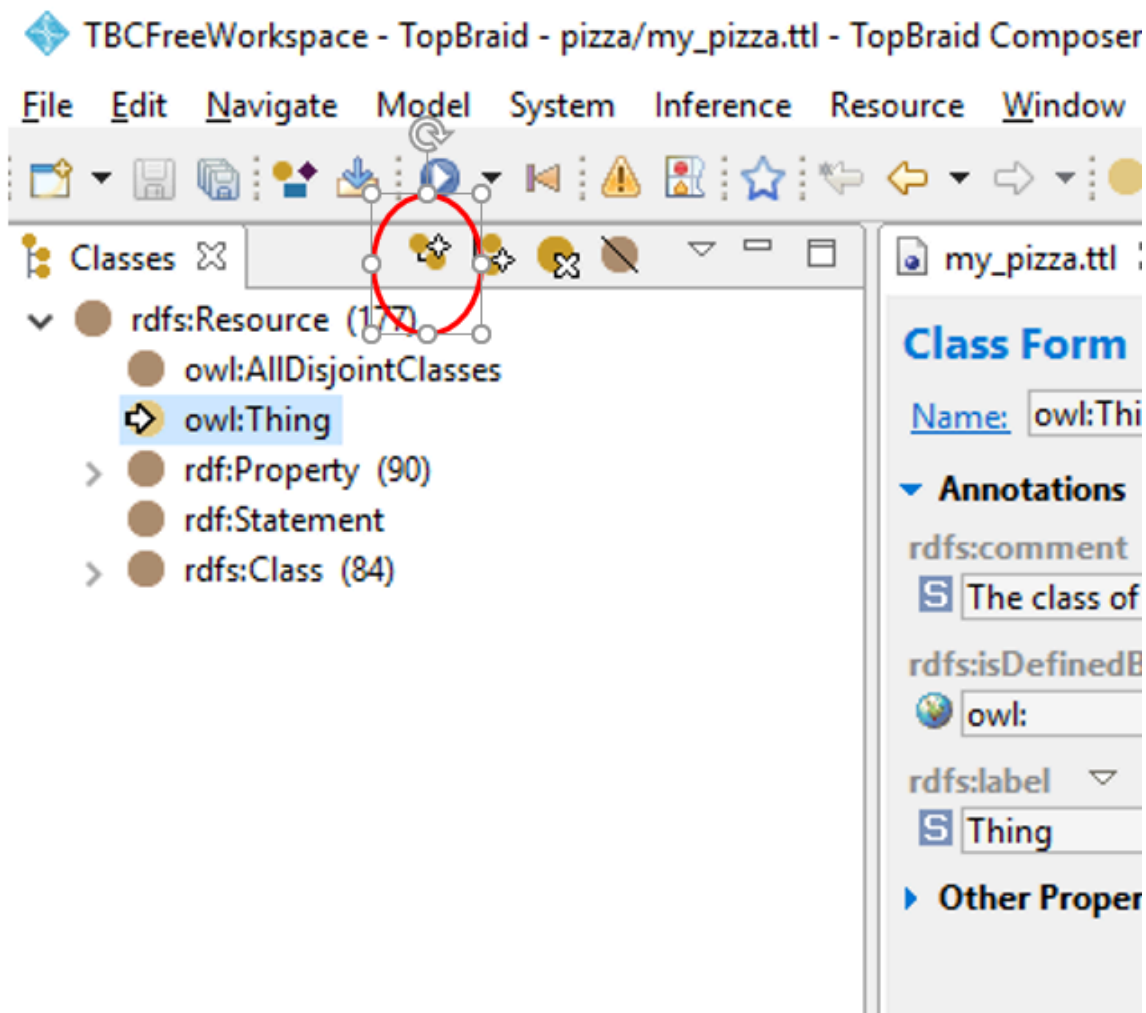 TBCFreeWorkspace - TopBraid - pizza/my_pizza.ttl - TopBraid Composer
File Edit Navigate Model System Inference Resource Window
Classes
my_pizza.ttl
rdfs:Resource (177)
owl:AllDisjointClasses
owl:Thing
rdf:Property (90)
rdf:Statement
rdfs:Class (84)
Class Form
Name: owl:Thi
Annotations
rdfs:comment
S The class of
rdfs:isDefinedB
owl:
rdfs:label
S Thing
Other Proper